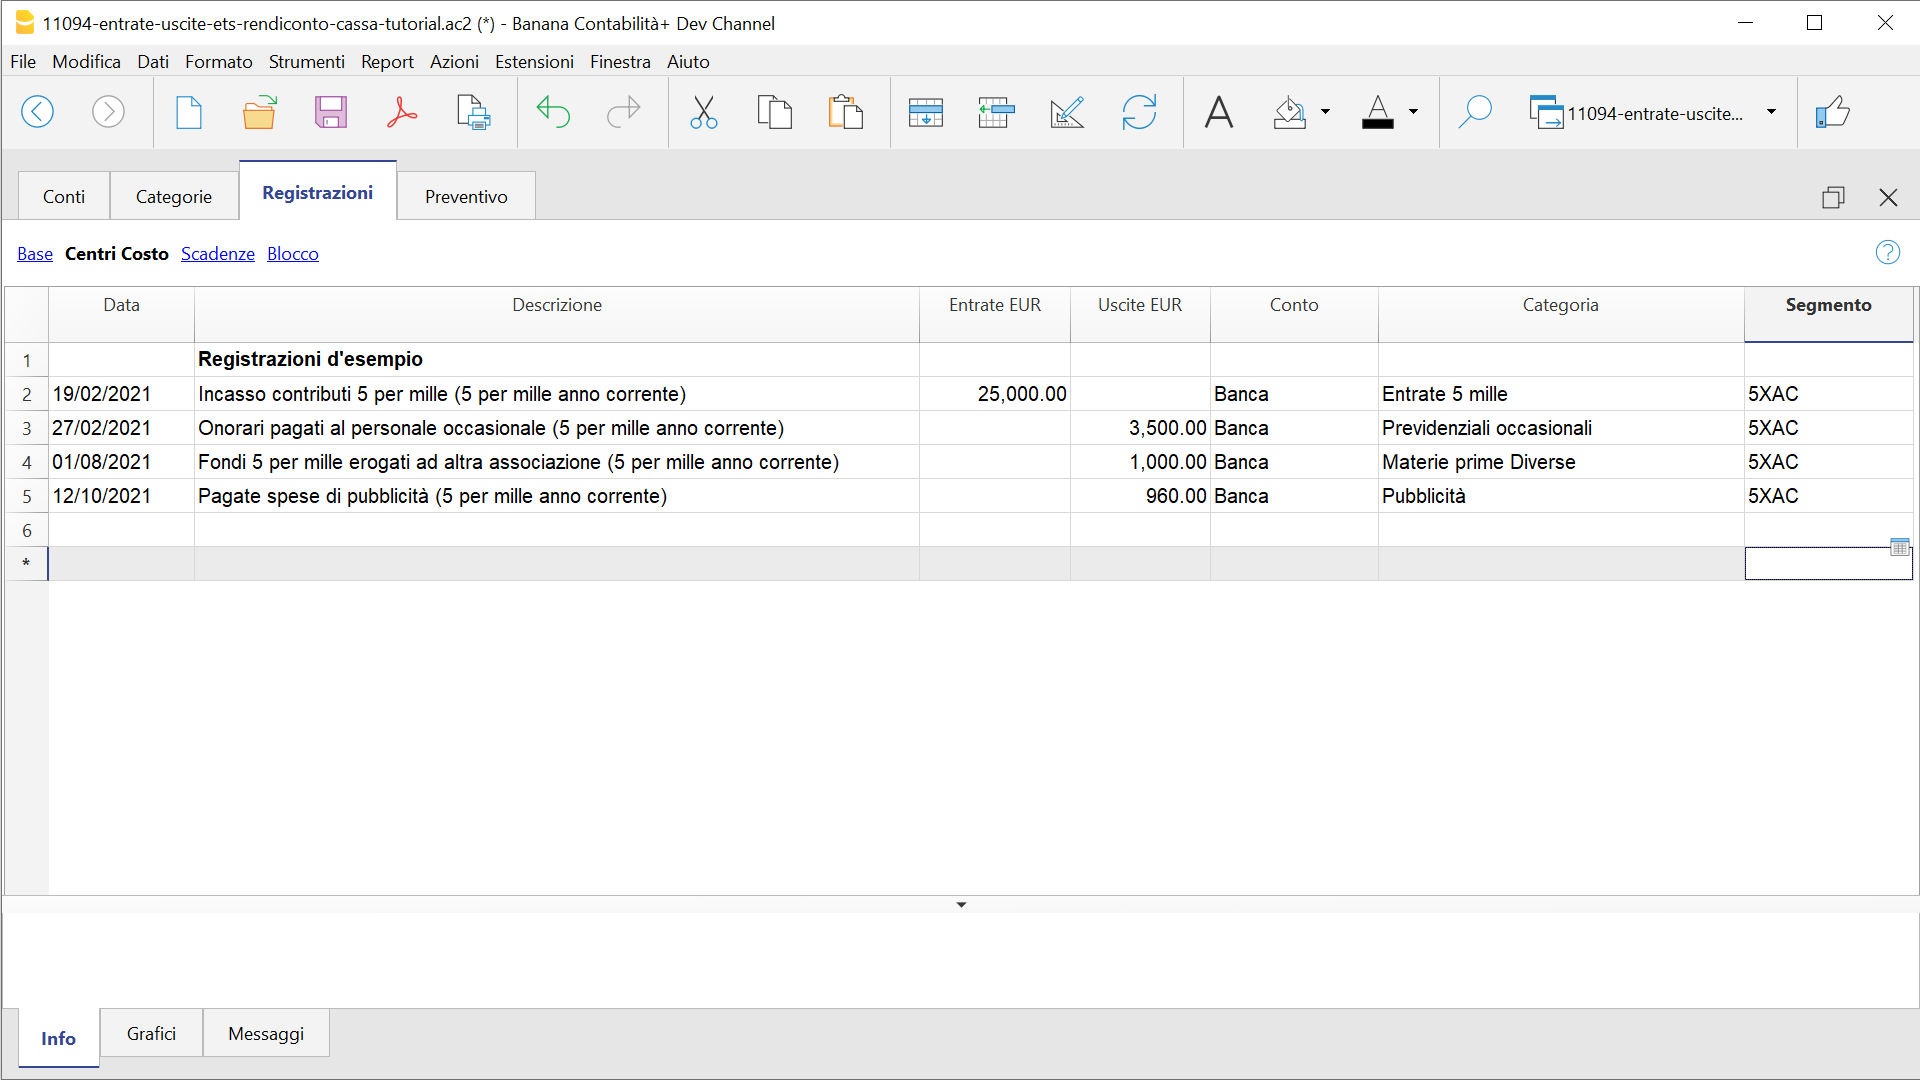 11094-entrate-uscite-ets-rendiconto-cassa-tutorial.ac2 (*) - Banana Contabilità+ Dev Channel
File Modifica Dati Formato Strumenti Report Azioni Estensioni Finestra Aiuto
11094-entrate-uscite...
Conti Categorie Registrazioni Preventivo
Base Centri Costo Scadenze Blocco
Data Descrizione Entrate EUR Uscite EUR Conto Categoria Segmento
1 Registrazioni d'esempio
2 19/02/2021 Incasso contributi 5 per mille (5 per mille anno corrente) 25,000.00 Banca Entrate 5 mille 5XAC
3 27/02/2021 Onorari pagati al personale occasionale (5 per mille anno corrente) 3,500.00 Banca Previdenziali occasionali 5XAC
4 01/08/2021 Fondi 5 per mille erogati ad altra associazione (5 per mille anno corrente) 1,000.00 Banca Materie prime Diverse 5XAC
5 12/10/2021 Pagate spese di pubblicità (5 per mille anno corrente) 960.00 Banca Pubblicità 5XAC
6
*
Info Grafici Messaggi